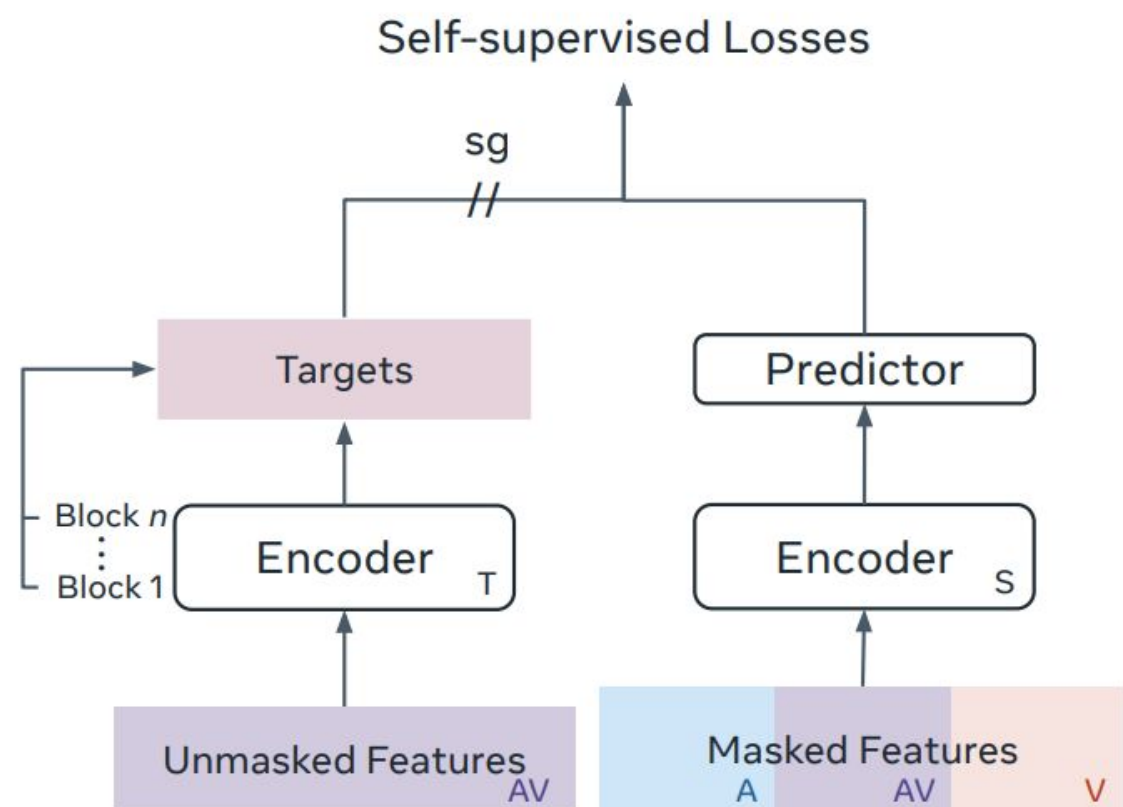 Self-supervised Losses
sg
//
Targets
Predictor
Block n
⋮
Block 1
Encoder
T
Encoder
S
Unmasked Features
AV
Masked Features
A
AV
V